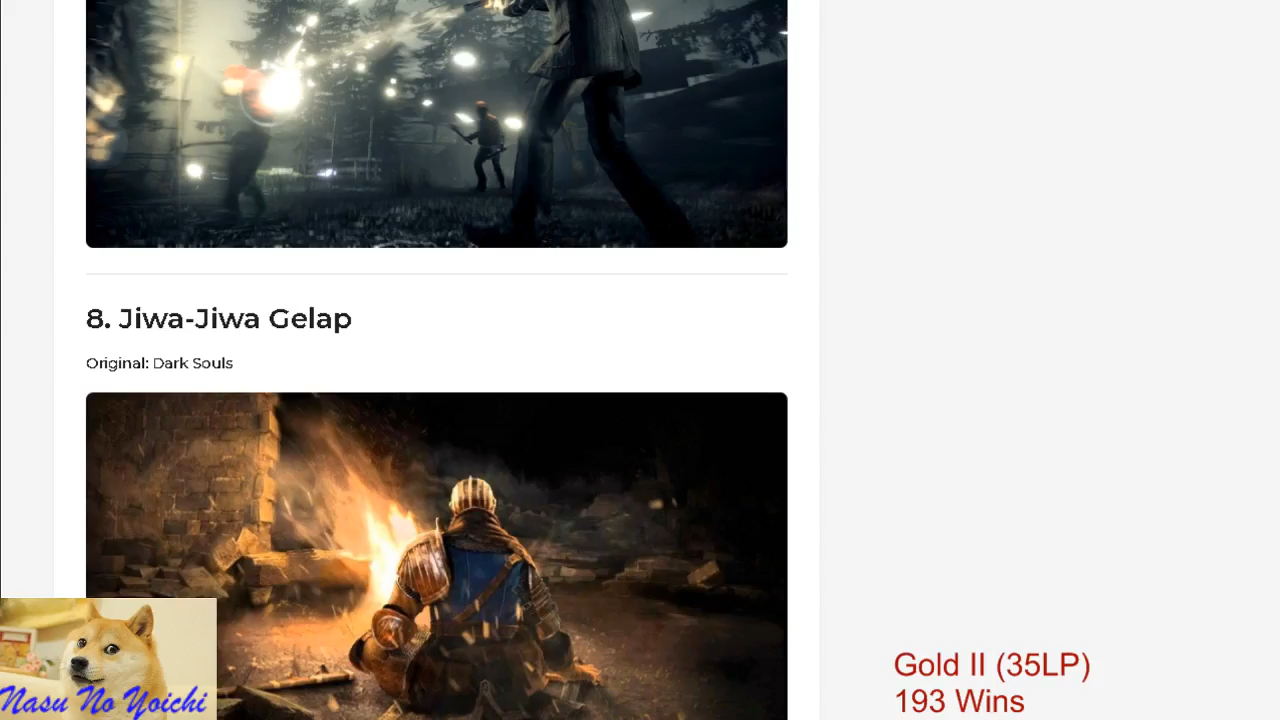 8. Jiwa-Jiwa Gelap
Original: Dark Souls
Nasu No Yoichi
Gold II (35LP)
193 Wins